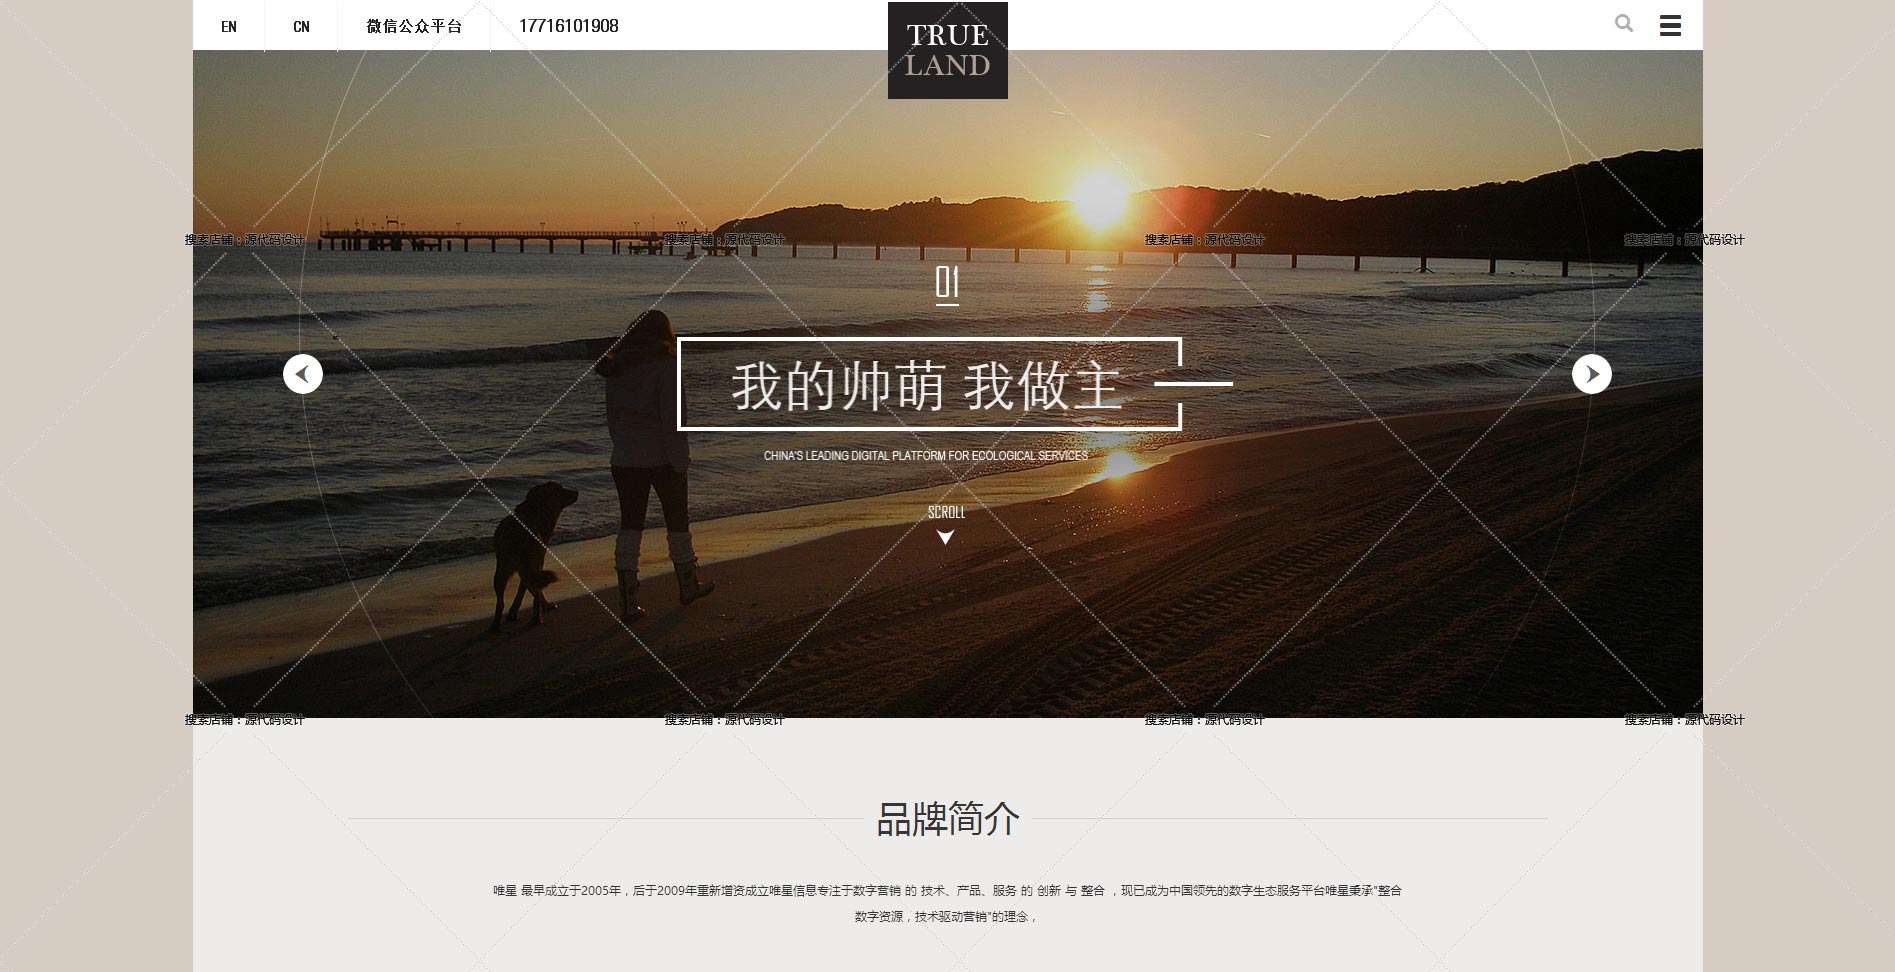 EN
CN
微信公众平台
17716101908
TRUE
LAND
搜索店铺：源代码设计
搜索店铺：源代码设计
搜索店铺：源代码设计
搜索店铺：源代码设计
01
我的帅萌 我做主
CHINA'S LEADING DIGITAL PLATFORM FOR ECOLOGICAL SERVICES
SCROLL
搜索店铺：源代码设计
搜索店铺：源代码设计
搜索店铺：源代码设计
搜索店铺：源代码设计
品牌简介
唯星 最早成立于2005年，后于2009年重新增资成立唯星信息专注于数字营销 的 技术、产品、服务 的 创新 与 整合 ，现已成为中国领先的数字生态服务平台唯星秉承"整合
数字资源，技术驱动营销"的理念，